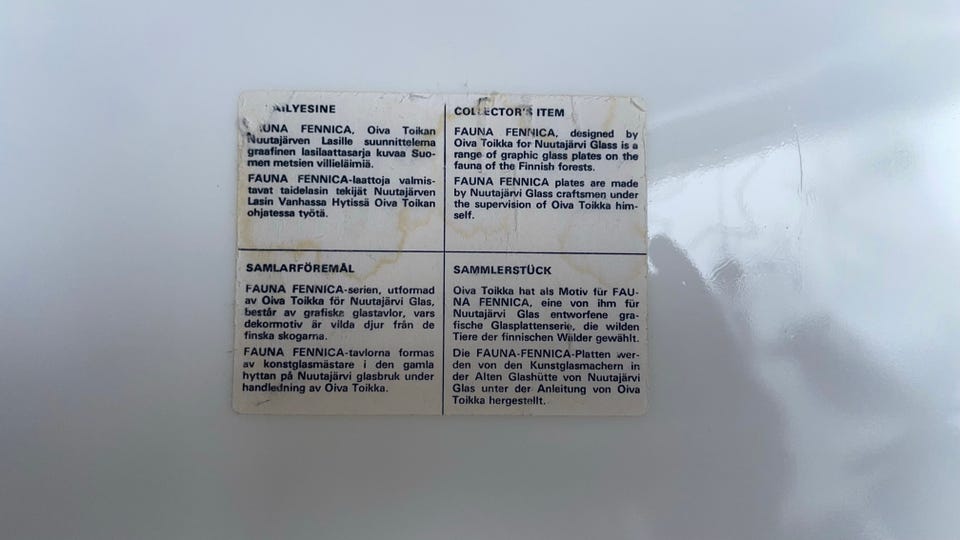 FAUNA FENNICA, Oiva Toikan
Nuutajärven Lasille suunnittelema
graafinen lasilaattasarja kuvaa Suo-
men metsien villieläimiä.
FAUNA FENNICA-laattoja valmis-
tavat taidelasin tekijät Nuutajärven
Lasin Vanhassa Hytissä Oiva Toikan
ohjatessa työtä.
COLLECTOR'S ITEM
FAUNA FENNICA, designed by
Oiva Toikka for Nuutajärvi Glass is a
range of graphic glass plates on the
fauna of the Finnish forests.
FAUNA FENNICA plates are made
by Nuutajärvi Glass craftsmen under
the supervision of Oiva Toikka him-
self.
SAMLARFÖREMÅL
FAUNA FENNICA-serien, utformad
av Oiva Toikka för Nuutajärvi Glas,
består av grafiska glastavlor, vars
dekormotiv är vilda djur från de
finska skogarna.
FAUNA FENNICA-tavlorna formas
av konstglasmästare i den gamla
hyttan på Nuutajärvi glasbruk under
handledning av Oiva Toikka.
SAMMLERSTÜCK
Oiva Toikka hat als Motiv für FAU-
NA FENNICA, eine von ihm für
Nuutajärvi Glas entworfene gra-
fische Glasplattenserie, die wilden
Tiere der finnischen Wälder gewählt.
Die FAUNA-FENNICA-Platten wer-
den von den Kunstglasmachern in
der Alten Glashütte von Nuutajärvi
Glas unter der Anleitung von Oiva
Toikka hergestellt.